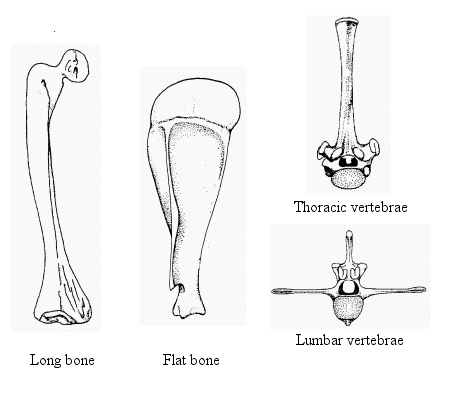 Thoracic vertebrae
Lumbar vertebrae
Long bone
Flat bone